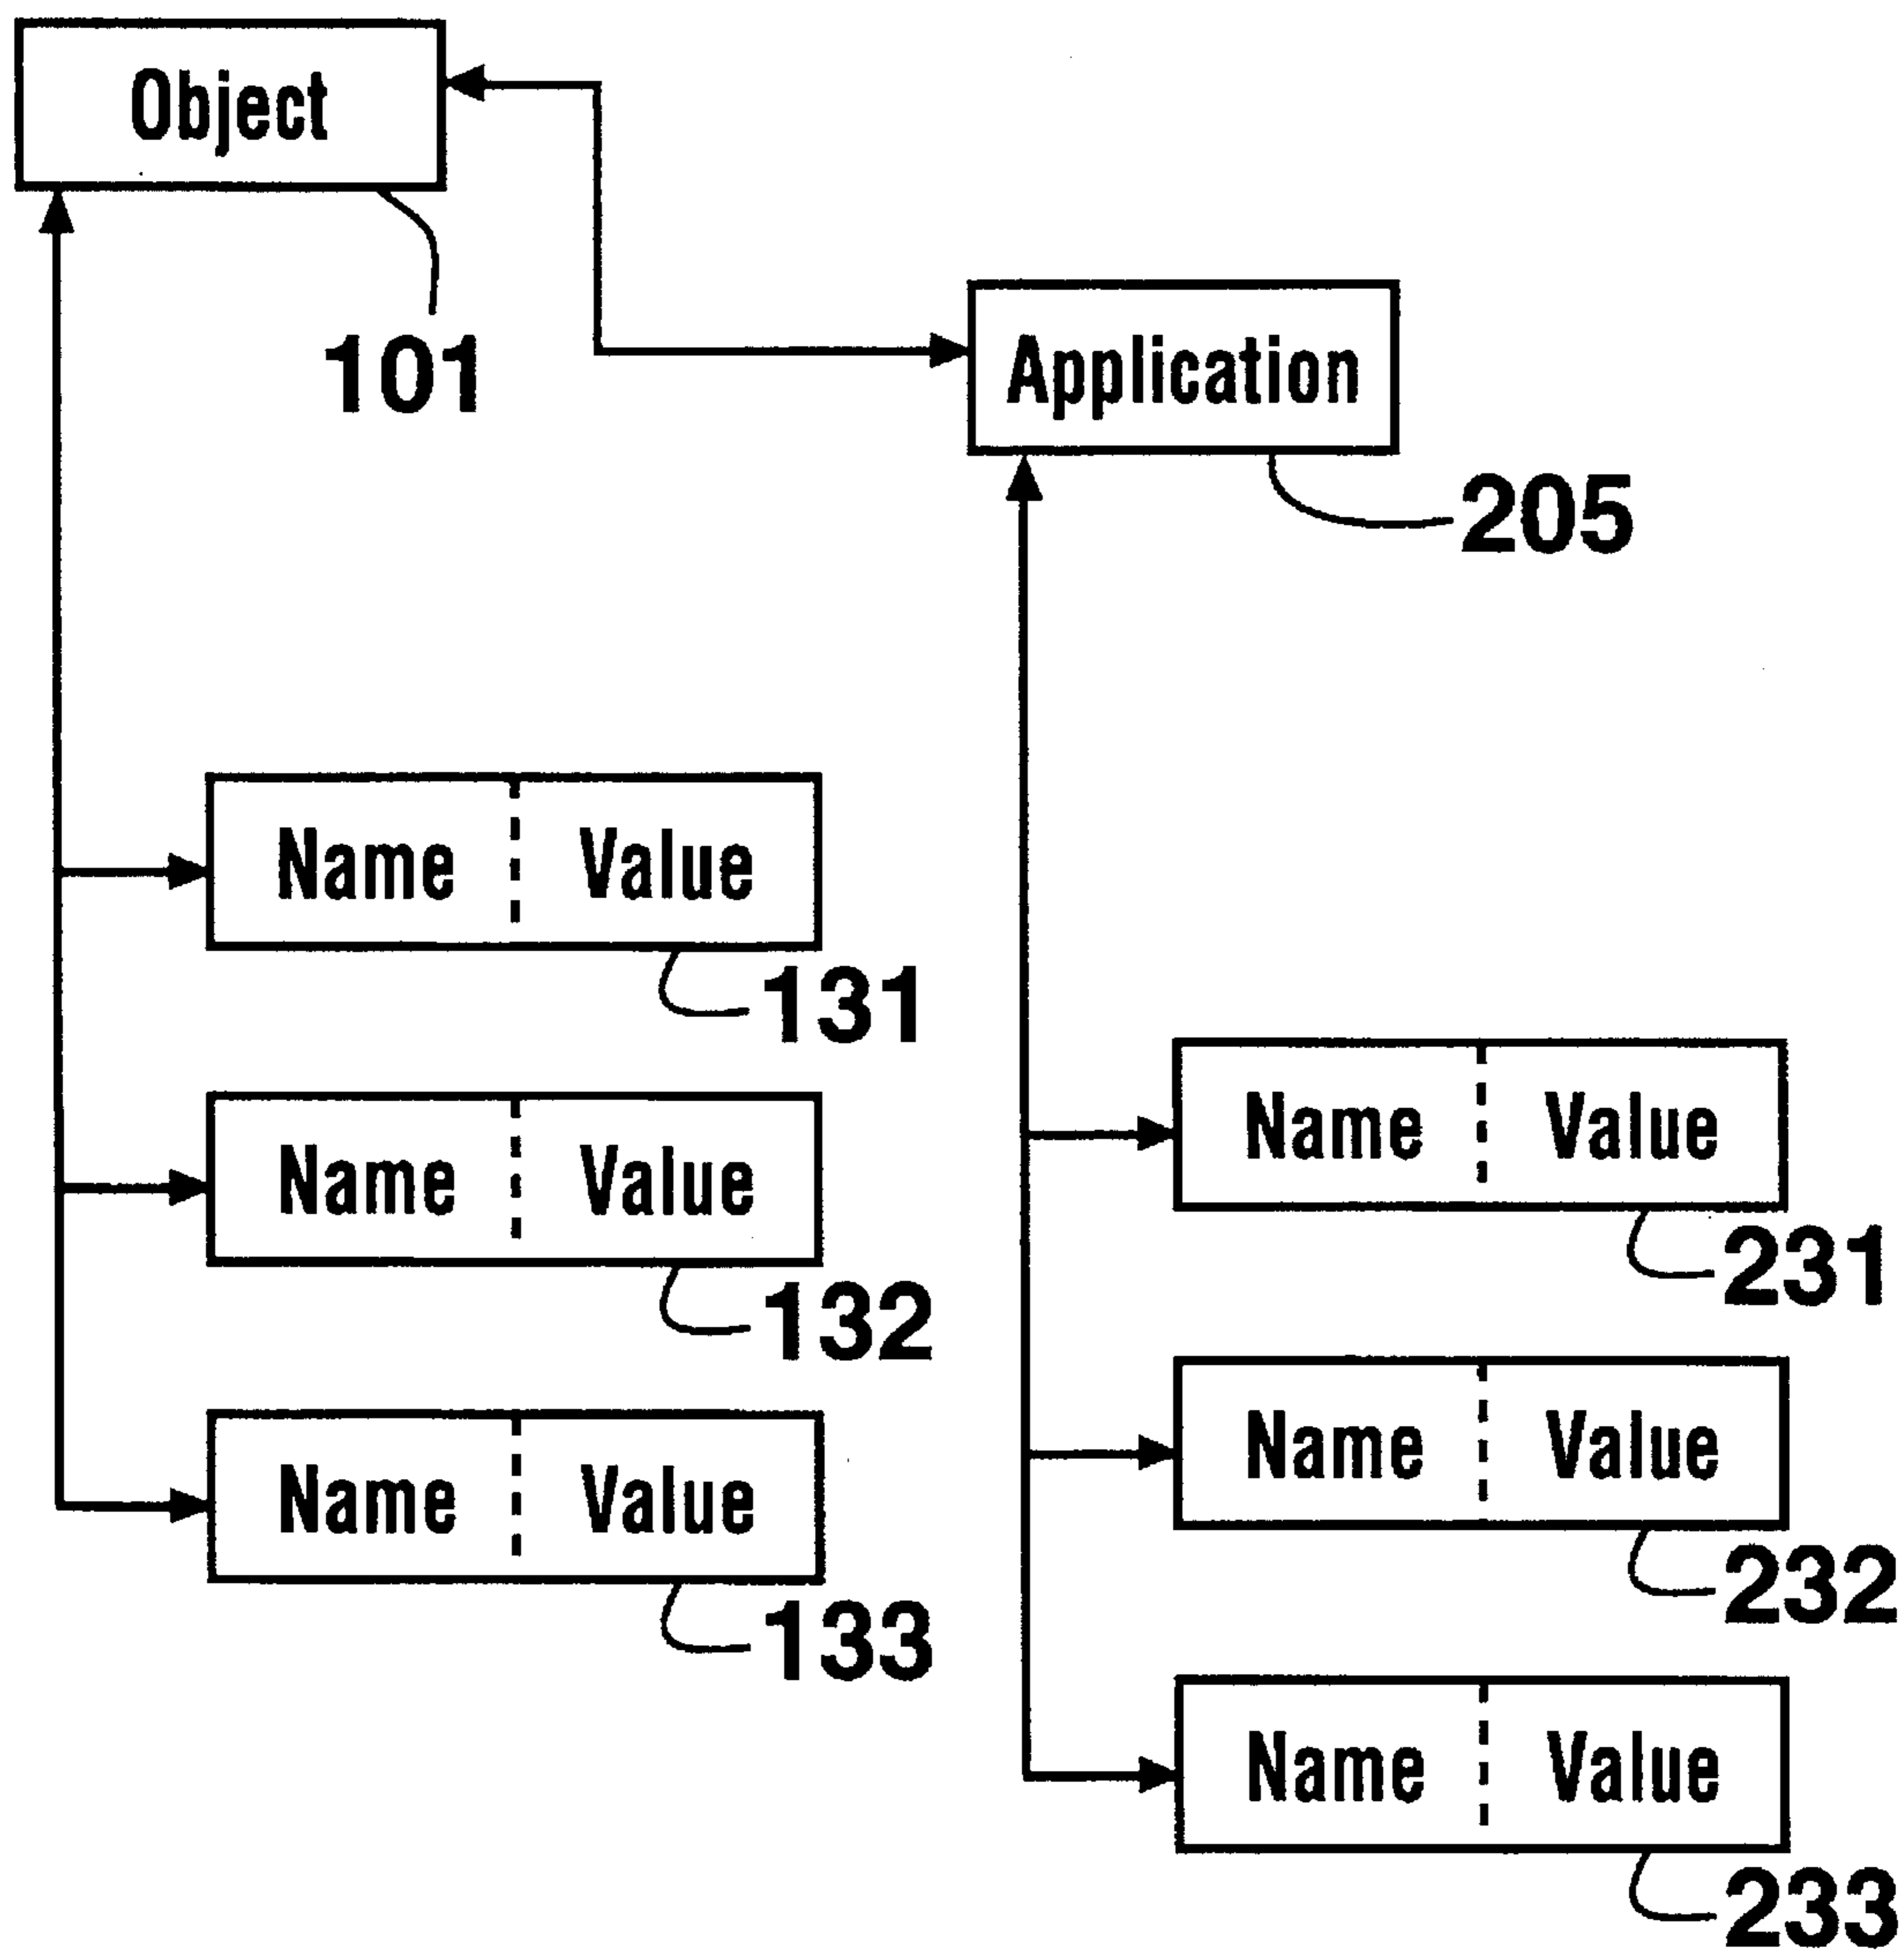 Object
101
Application
205
Name Value
131
Name Value
132
Name Value
133
Name Value
231
Name Value
232
Name Value
233